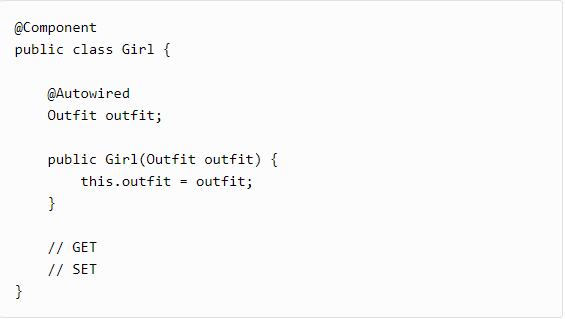 @Component
public class Girl {
@Autowired
Outfit outfit;
public Girl(Outfit outfit) {
this.outfit = outfit;
}
// GET
// SET
}